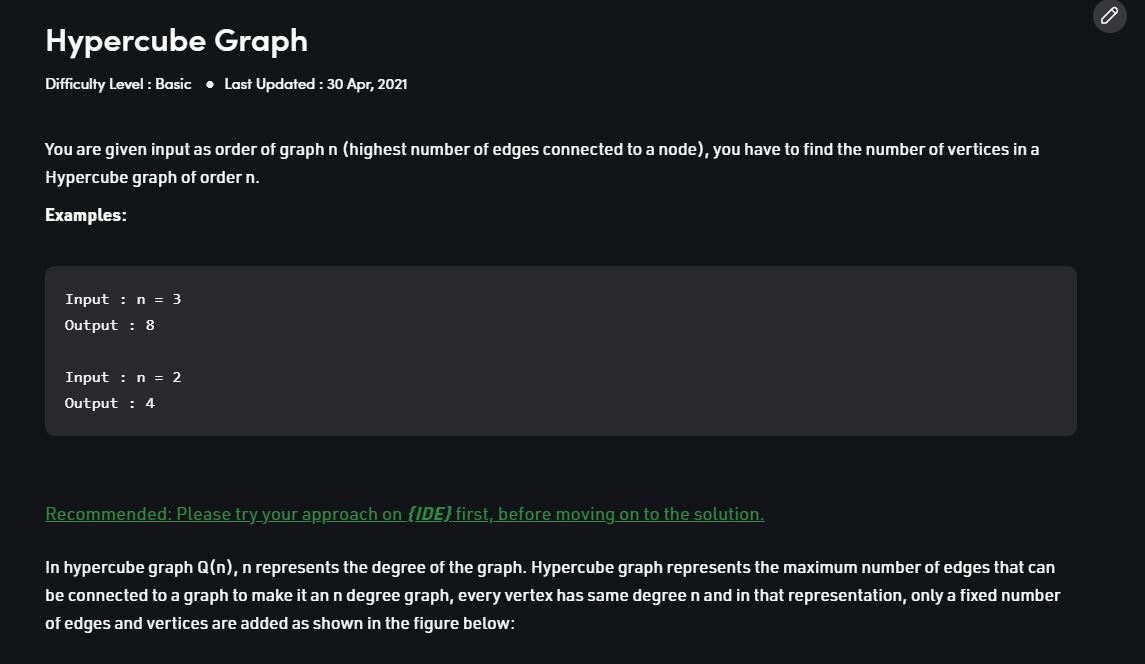 Hypercube Graph
Difficulty Level : Basic ● Last Updated : 30 Apr, 2021
You are given input as order of graph n (highest number of edges connected to a node), you have to find the number of vertices in a
Hypercube graph of order n.
Examples:
Input : n = 3
Output : 8
Input : n = 2
Output : 4
Recommended: Please try your approach on {IDE} first, before moving on to the solution.
In hypercube graph Q(n), n represents the degree of the graph. Hypercube graph represents the maximum number of edges that can
be connected to a graph to make it an n degree graph, every vertex has same degree n and in that representation, only a fixed number
of edges and vertices are added as shown in the figure below: